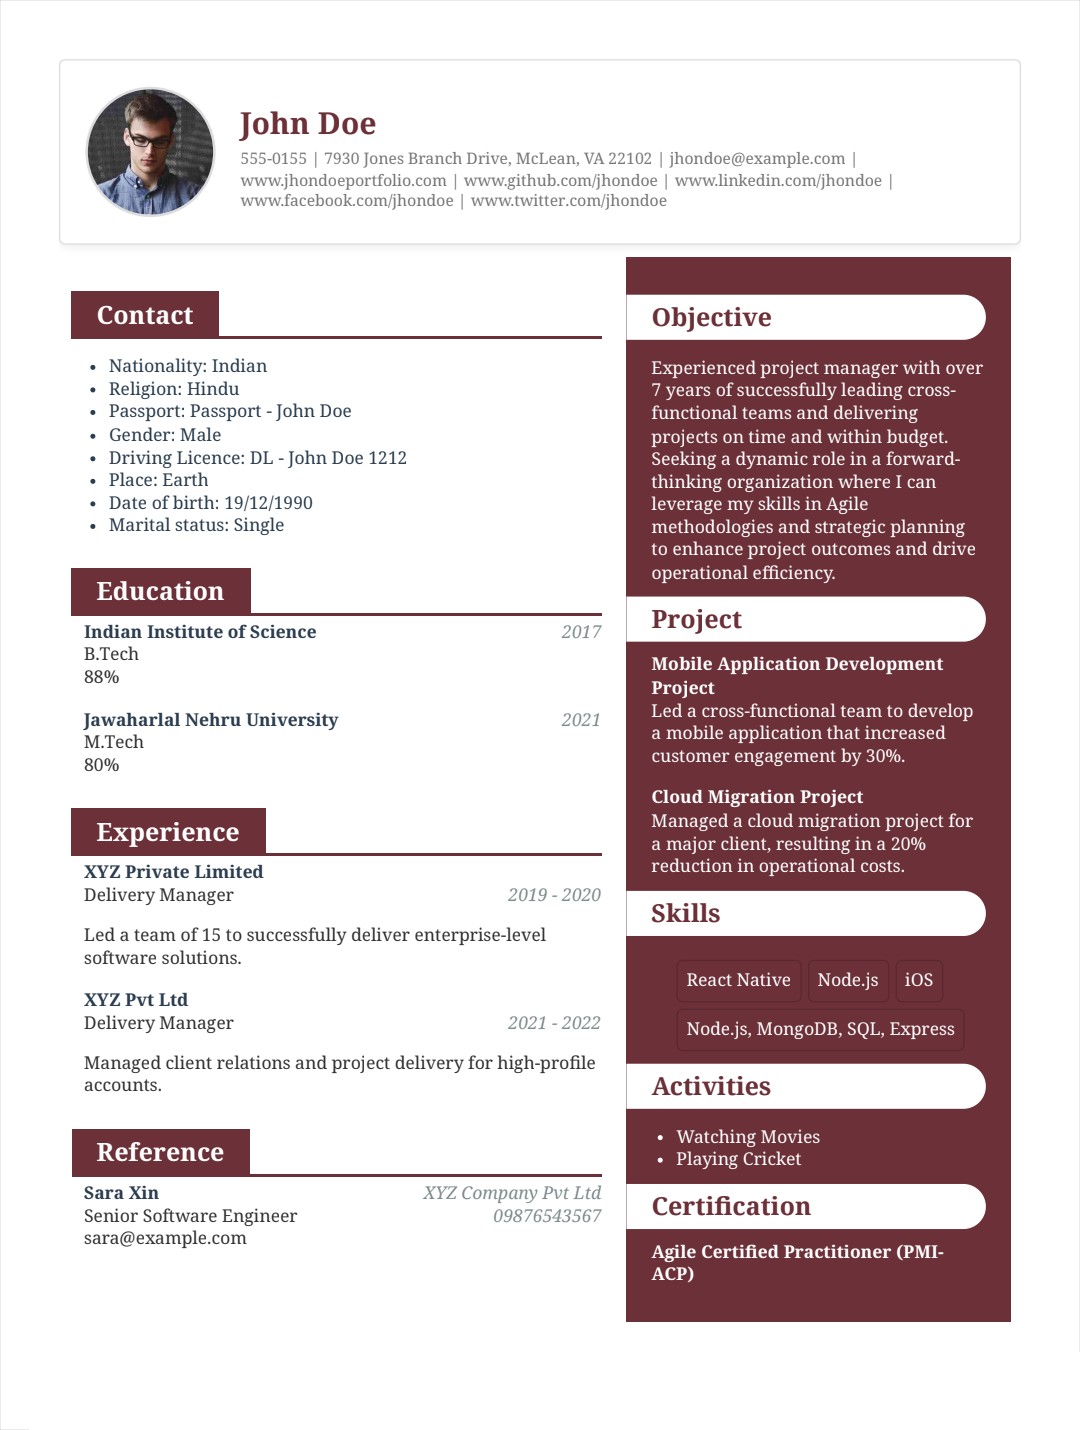 John Doe
555-0155 | 7930 Jones Branch Drive, McLean, VA 22102 | jhondoe@example.com |
www.jhondoeportfolio.com | www.github.com/jhondoe | www.linkedin.com/jhondoe |
www.facebook.com/jhondoe | www.twitter.com/jhondoe
Contact
• Nationality: Indian
• Religion: Hindu
• Passport: Passport - John Doe
• Gender: Male
• Driving Licence: DL - John Doe 1212
• Place: Earth
• Date of birth: 19/12/1990
• Marital status: Single
Education
Indian Institute of Science 2017
B.Tech
88%
Jawaharlal Nehru University 2021
M.Tech
80%
Experience
XYZ Private Limited
Delivery Manager 2019 - 2020
Led a team of 15 to successfully deliver enterprise-level
software solutions.
XYZ Pvt Ltd
Delivery Manager 2021 - 2022
Managed client relations and project delivery for high-profile
accounts.
Reference
Sara Xin XYZ Company Pvt Ltd
Senior Software Engineer 09876543567
sara@example.com
Objective
Experienced project manager with over
7 years of successfully leading cross-
functional teams and delivering
projects on time and within budget.
Seeking a dynamic role in a forward-
thinking organization where I can
leverage my skills in Agile
methodologies and strategic planning
to enhance project outcomes and drive
operational efficiency.
Project
Mobile Application Development
Project
Led a cross-functional team to develop
a mobile application that increased
customer engagement by 30%.
Cloud Migration Project
Managed a cloud migration project for
a major client, resulting in a 20%
reduction in operational costs.
Skills
React Native Node.js iOS
Node.js, MongoDB, SQL, Express
Activities
• Watching Movies
• Playing Cricket
Certification
Agile Certified Practitioner (PMI-
ACP)